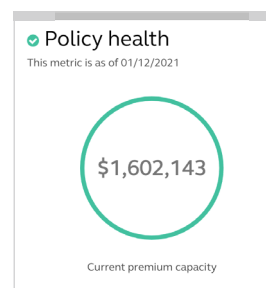 Policy health
This metric is as of 01/12/2021
$1,602,143
Current premium capacity